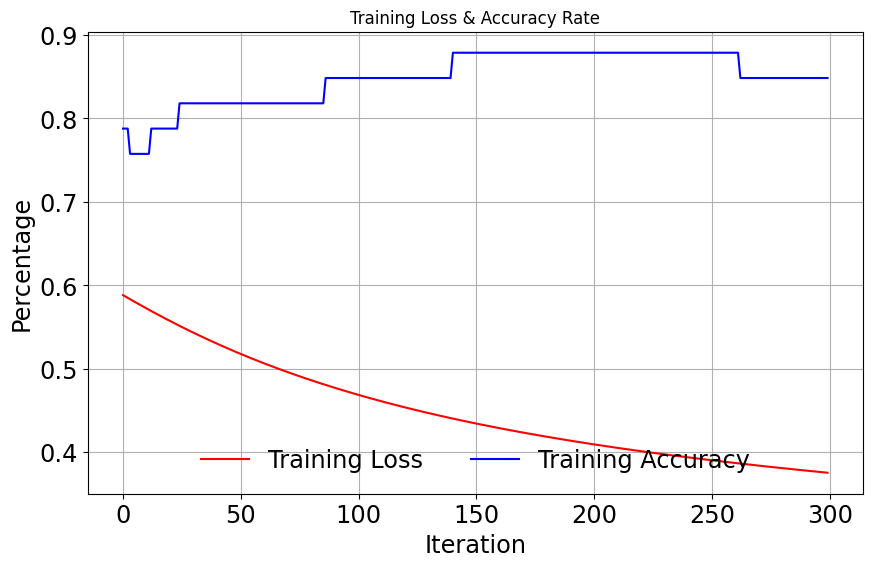 Training Loss & Accuracy Rate
0.9
0.8
0.7
0.6
0.5
0.4
Percentage
Training Loss
Training Accuracy
0 50 100 150 200 250 300
Iteration